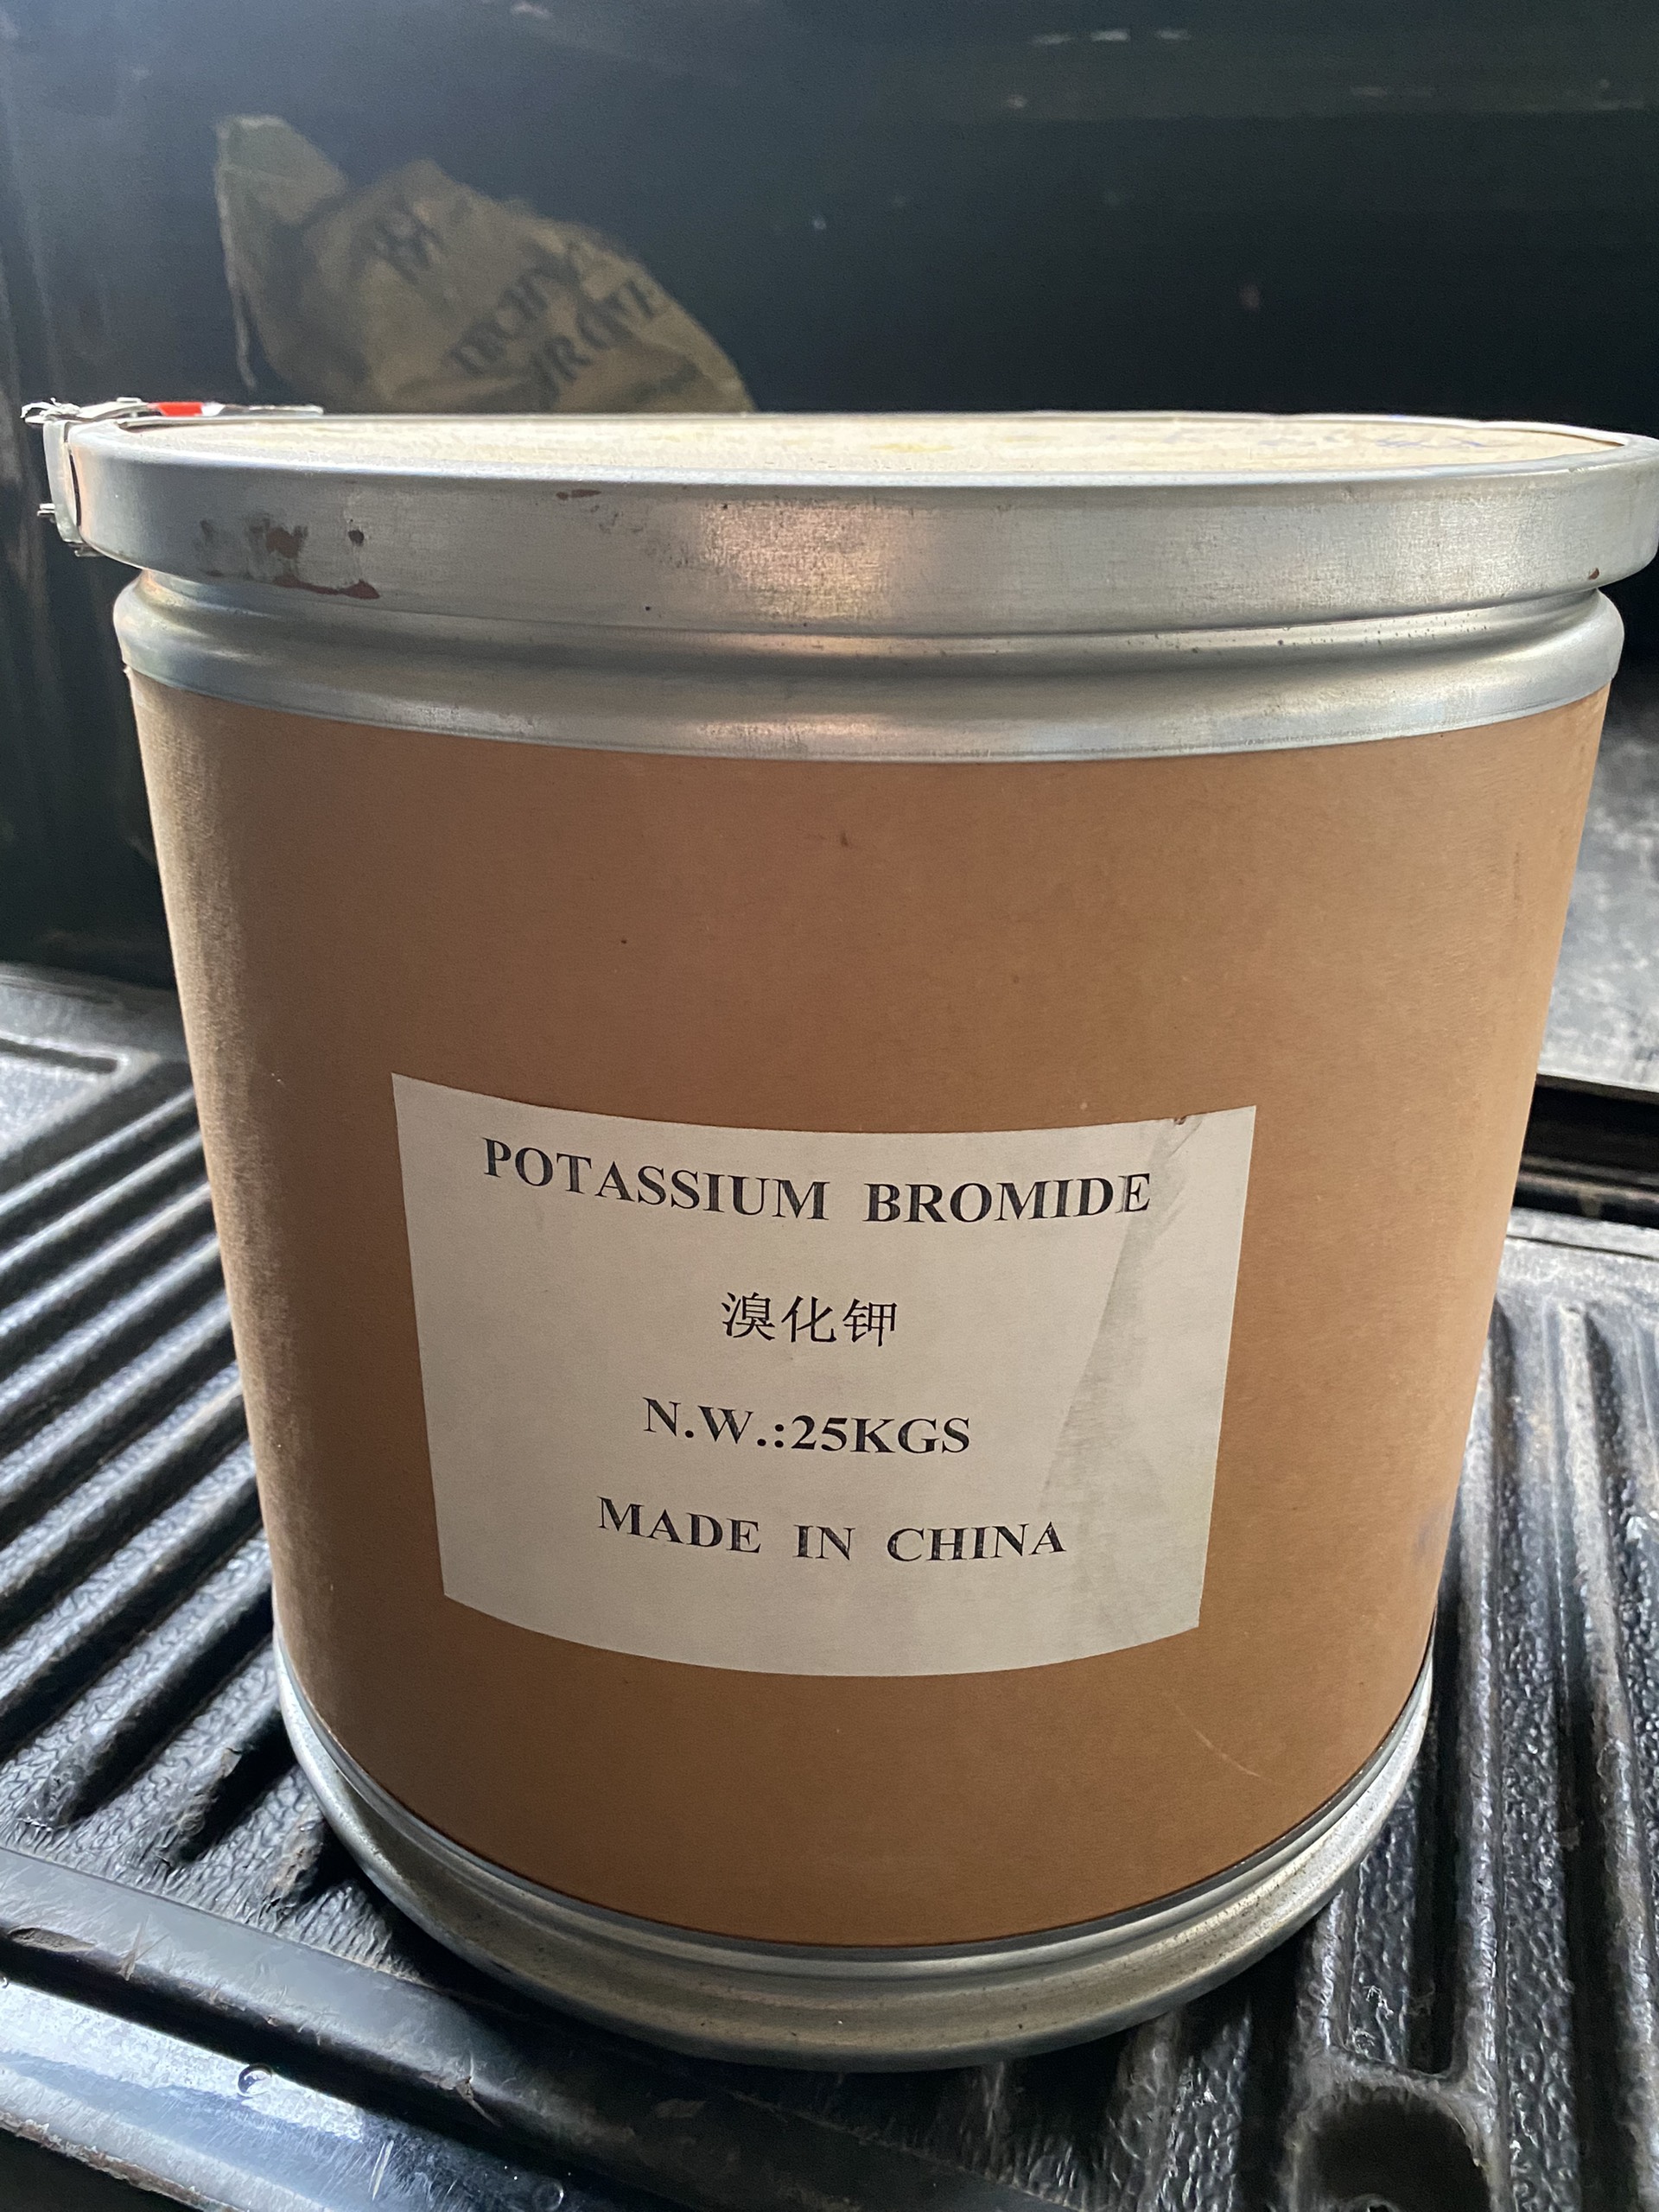 POTASSIUM BROMIDE
溴化钾
N.W.:25KGS
MADE IN CHINA